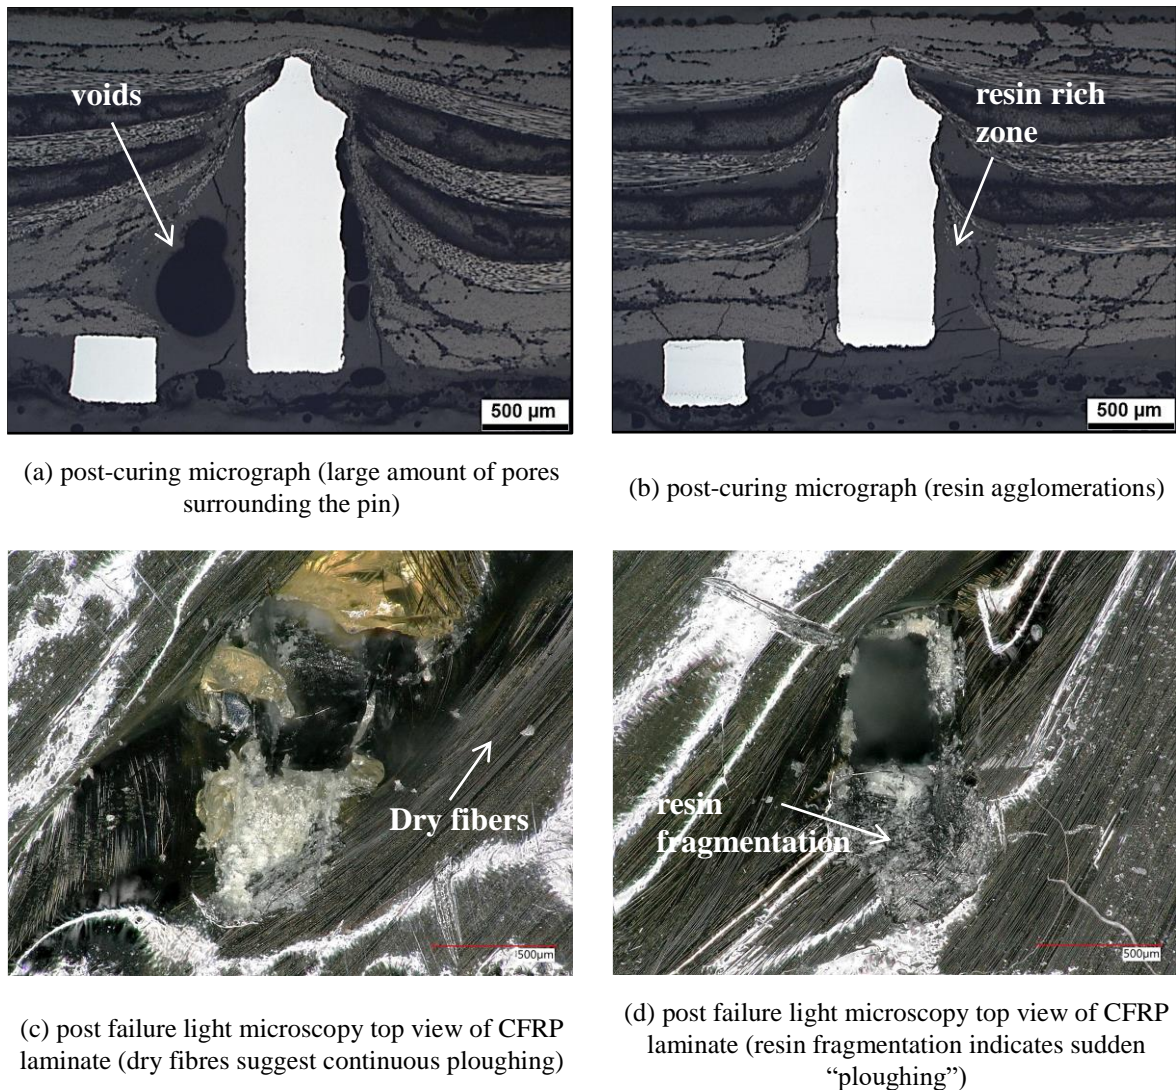 voids
500 µm
resin rich
zone
500 µm
(a) post-curing micrograph (large amount of pores
surrounding the pin)
(b) post-curing micrograph (resin agglomerations)
Dry fibers
500µm
resin
fragmentation
500µm
(c) post failure light microscopy top view of CFRP
laminate (dry fibres suggest continuous ploughing)
(d) post failure light microscopy top view of CFRP
laminate (resin fragmentation indicates sudden
“ploughing”)